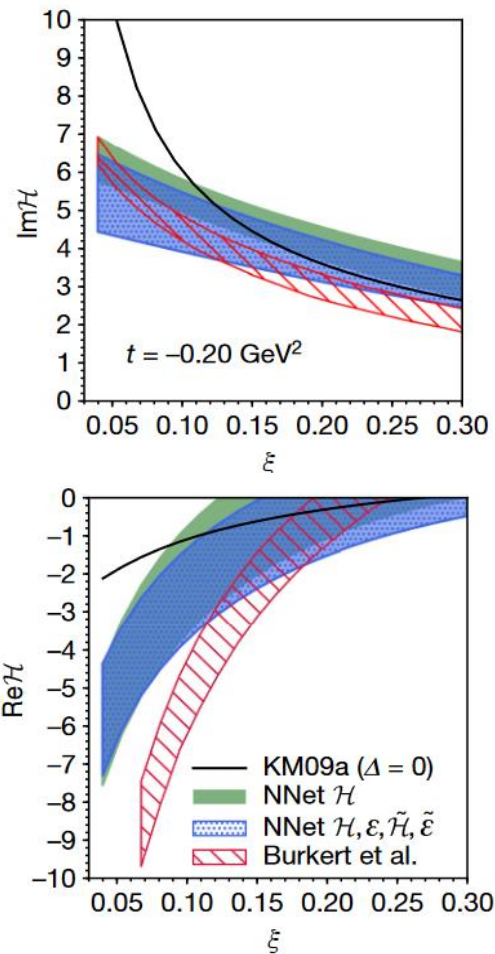 10
9
8
7
6
5
4
3
2
1
0
Imℋ
t = −0.20 GeV²
0.05 0.10 0.15 0.20 0.25 0.30
ξ
0
−1
−2
−3
−4
−5
−6
−7
−8
−9
−10
Reℋ
KM09a (Δ = 0)
NNet ℋ
NNet ℋ, ℰ, ℋ̃, ℰ̃
Burkert et al.
0.05 0.10 0.15 0.20 0.25 0.30
ξ